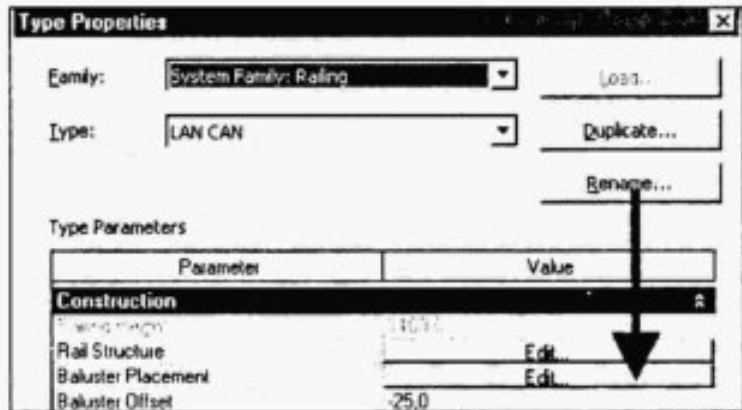 Type Properties
Family: System Family: Railing Load...
Type: LAN CAN Duplicate...
Rename...
Type Parameters
Parameter Value
Construction
Rail Structure Edit...
Baluster Placement Edit...
Baluster Offset -25,0